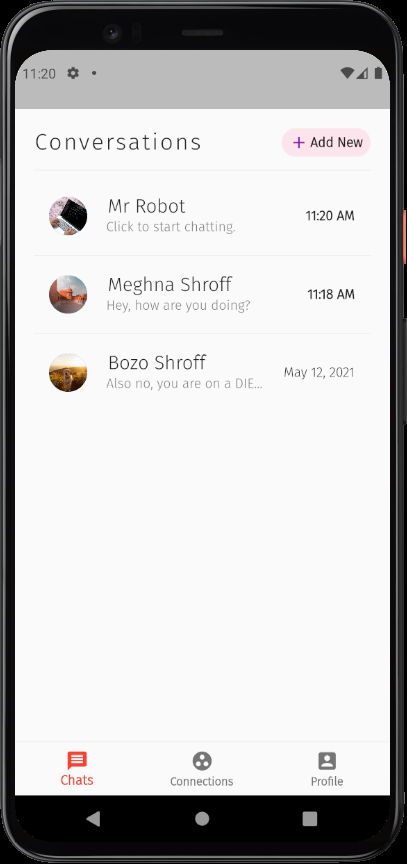 11:20
Conversations
+ Add New
Mr Robot
Click to start chatting.
11:20 AM
Meghna Shroff
Hey, how are you doing?
11:18 AM
Bozo Shroff
Also no, you are on a DIE...
May 12, 2021
Chats
Connections
Profile